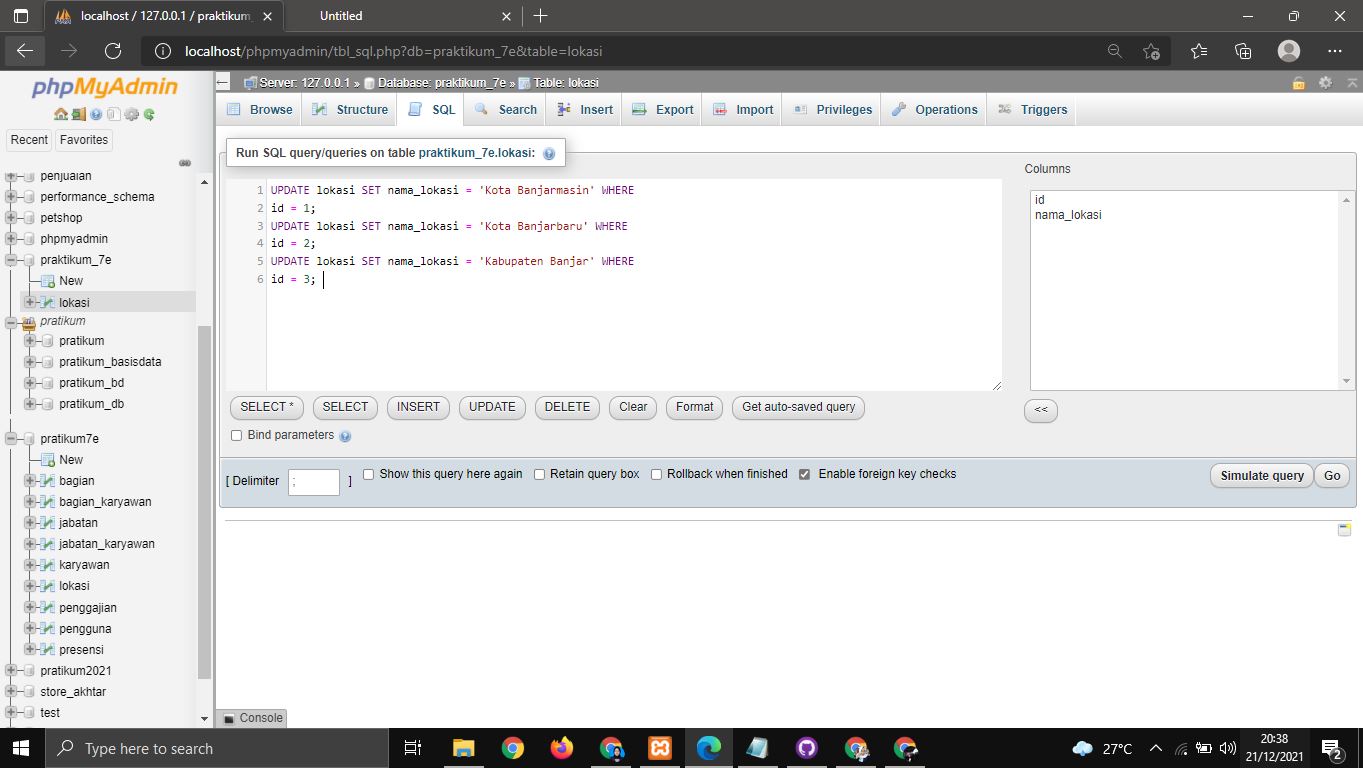 localhost / 127.0.0.1 / praktikum_
Untitled
localhost/phpmyadmin/tbl_sql.php?db=praktikum_7e&table=lokasi
phpMyAdmin
Recent
Favorites
penjualan
performance_schema
petshop
phpmyadmin
praktikum_7e
New
lokasi
pratikum
pratikum
pratikum_basisdata
pratikum_bd
pratikum_db
pratikum7e
New
bagian
bagian_karyawan
jabatan
jabatan_karyawan
karyawan
lokasi
penggajian
pengguna
presensi
pratikum2021
store_akhtar
test
Server: 127.0.0.1 » Database: praktikum_7e » Table: lokasi
Browse
Structure
SQL
Search
Insert
Export
Import
Privileges
Operations
Triggers
Run SQL query/queries on table praktikum_7e.lokasi:
1 UPDATE lokasi SET nama_lokasi = 'Kota Banjarmasin' WHERE
2 id = 1;
3 UPDATE lokasi SET nama_lokasi = 'Kota Banjarbaru' WHERE
4 id = 2;
5 UPDATE lokasi SET nama_lokasi = 'Kabupaten Banjar' WHERE
6 id = 3;
Columns
id
nama_lokasi
SELECT *
SELECT
INSERT
UPDATE
DELETE
Clear
Format
Get auto-saved query
<<
Bind parameters
[ Delimiter ; ]
Show this query here again
Retain query box
Rollback when finished
Enable foreign key checks
Simulate query
Go
Console
Type here to search
27°C
20:38
21/12/2021
2